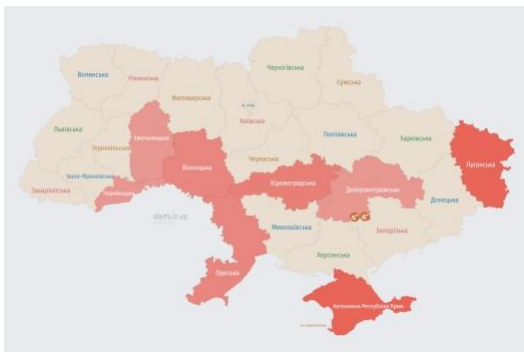 Чернігівська
Волинська
Рівненська
Сумська
Житомирська
Київська
Львівська
Хмельницька
Полтавська
Харківська
Тернопільська
Черкаська
Луганська
Вінницька
Івано-Франківська
Кіровоградська
Закарпатська
Чернівецька
Дніпропетровська
Донецька
alerts.in.ua
GG
Миколаївська
Запорізька
Херсонська
Одеська
Автономна Республіка Крим